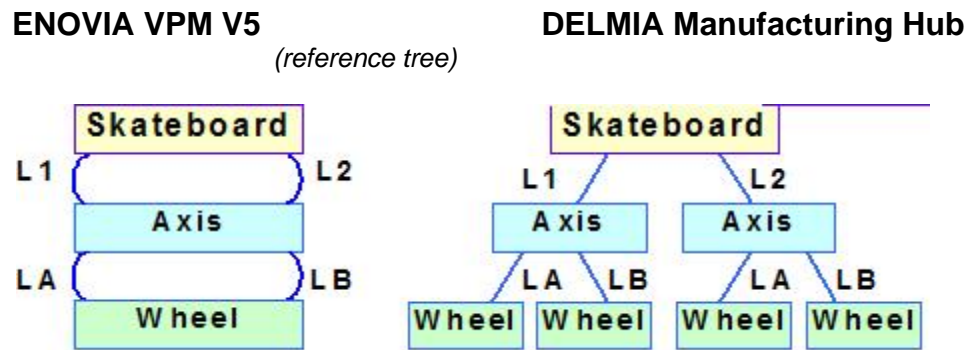 ENOVIA VPM V5 DELMIA Manufacturing Hub
(reference tree)
Skateboard Skateboard
L1 L2 L1 L2
Axis Axis Axis
LA LB LA LB LA LB
Wheel Wheel Wheel Wheel Wheel